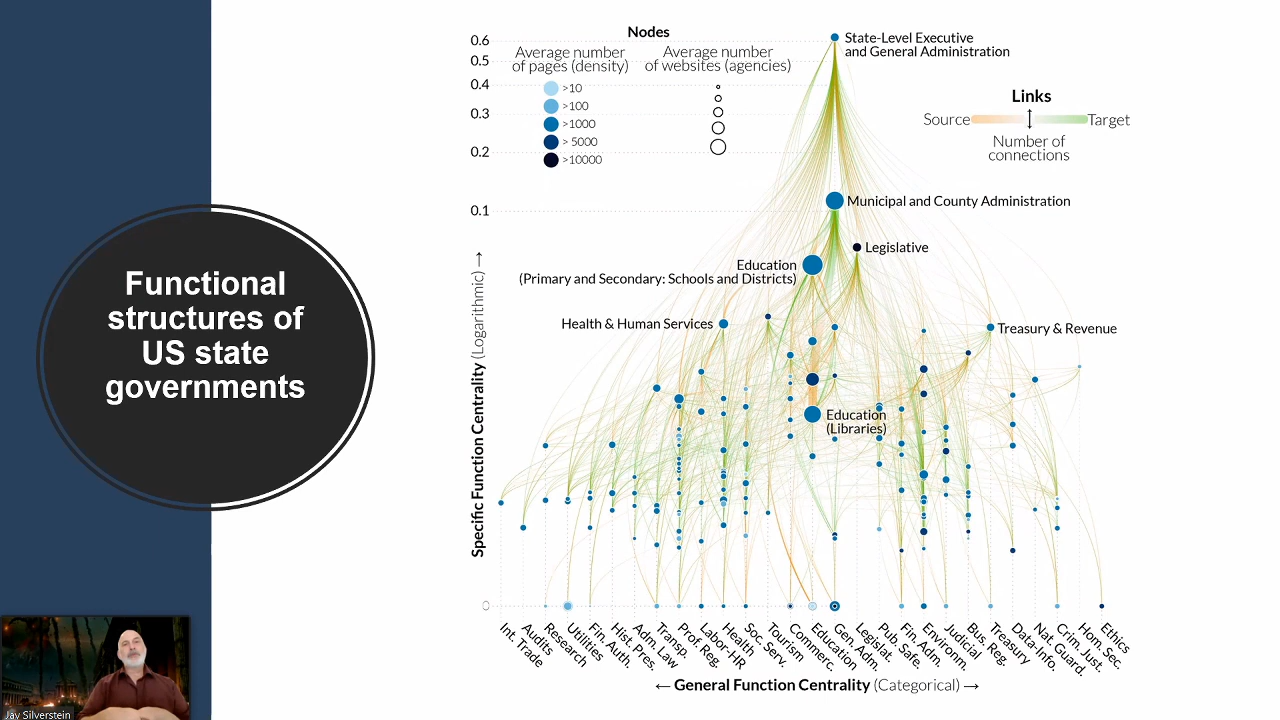 Functional
structures of
US state
governments
Nodes
Average number
of pages (density)
>10
>100
>1000
> 5000
>10000
Average number
of websites (agencies)
Links
Source
Target
Number of
connections
0.6
0.5
0.4
0.3
0.2
0.1
0
Specific Function Centrality (Logarithmic) →
State-Level Executive
and General Administration
Municipal and County Administration
Legislative
Education
(Primary and Secondary: Schools and Districts)
Health & Human Services
Treasury & Revenue
Education
(Libraries)
Int. Trade
Audits
Research
Utilities
Fin. Auth.
Hist. Pres.
Adm. Law
Transp.
Prof. Reg.
Labor-HR
Health
Soc. Serv.
Tourism
Commerc.
Education
Gen. Adm.
Legislat.
Pub. Safe.
Fin. Adm.
Environm.
Judicial
Bus. Reg.
Treasury
Data-Info.
Nat. Guard.
Crim. Just.
Hom. Sec.
Ethics
← General Function Centrality (Categorical) →
Jay Silverstein